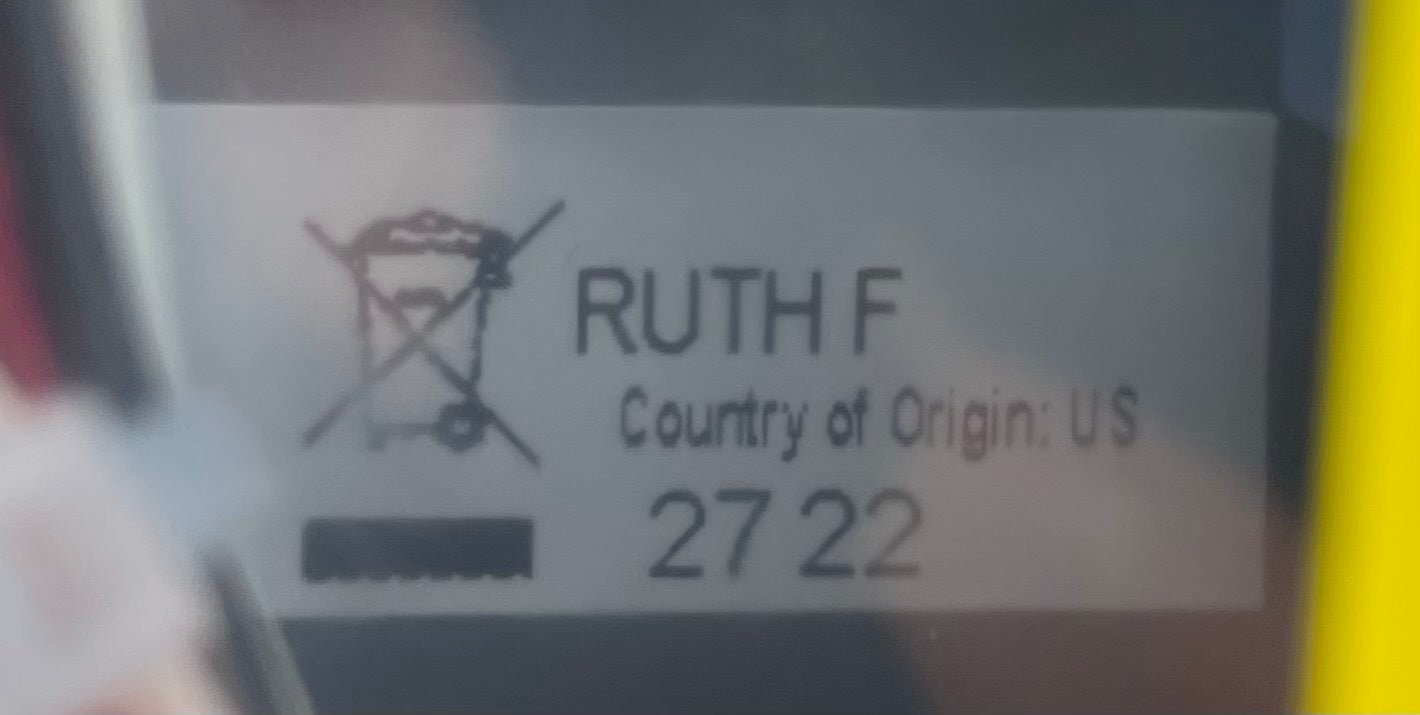 RUTH F
Country of Origin: US
27 22